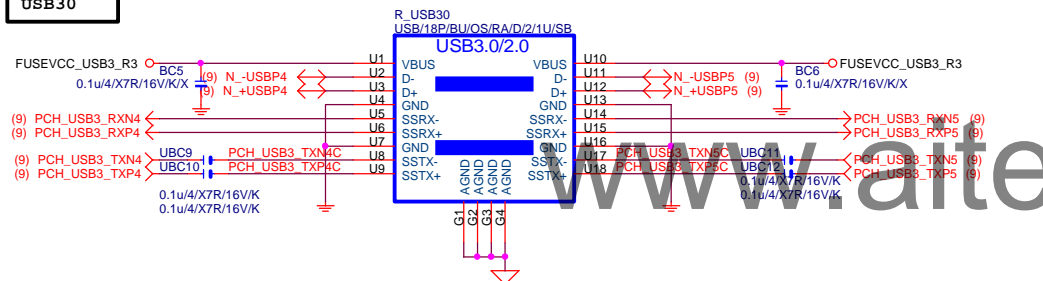 USB30
R_USB30
USB/18P/BU/OS/RA/D/2/1U/SB
USB3.0/2.0
FUSEVCC_USB3_R3
BC5
0.1u/4/X7R/16V/K/X
(9) N_-USBP4
(9) N_+USBP4
(9) PCH_USB3_RXN4
(9) PCH_USB3_RXP4
(9) PCH_USB3_TXN4
(9) PCH_USB3_TXP4
UBC9
UBC10
PCH_USB3_TXN4C
PCH_USB3_TXP4C
0.1u/4/X7R/16V/K
0.1u/4/X7R/16V/K
U1
U2
U3
U4
U5
U6
U7
U8
U9
VBUS
D-
D+
GND
SSRX-
SSRX+
GND
SSTX-
SSTX+
VBUS
D-
D+
GND
SSRX-
SSRX+
GND
SSTX-
SSTX+
AGND
AGND
AGND
AGND
G1
G2
G3
G4
U10
U11
U12
U13
U14
U15
U16
U17
U18
FUSEVCC_USB3_R3
BC6
0.1u/4/X7R/16V/K/X
N_-USBP5 (9)
N_+USBP5 (9)
PCH_USB3_RXN5 (9)
PCH_USB3_RXP5 (9)
PCH_USB3_TXN5C
PCH_USB3_TXP5C
UBC11
UBC12
PCH_USB3_TXN5 (9)
PCH_USB3_TXP5 (9)
0.1u/4/X7R/16V/K
0.1u/4/X7R/16V/K
www.aite